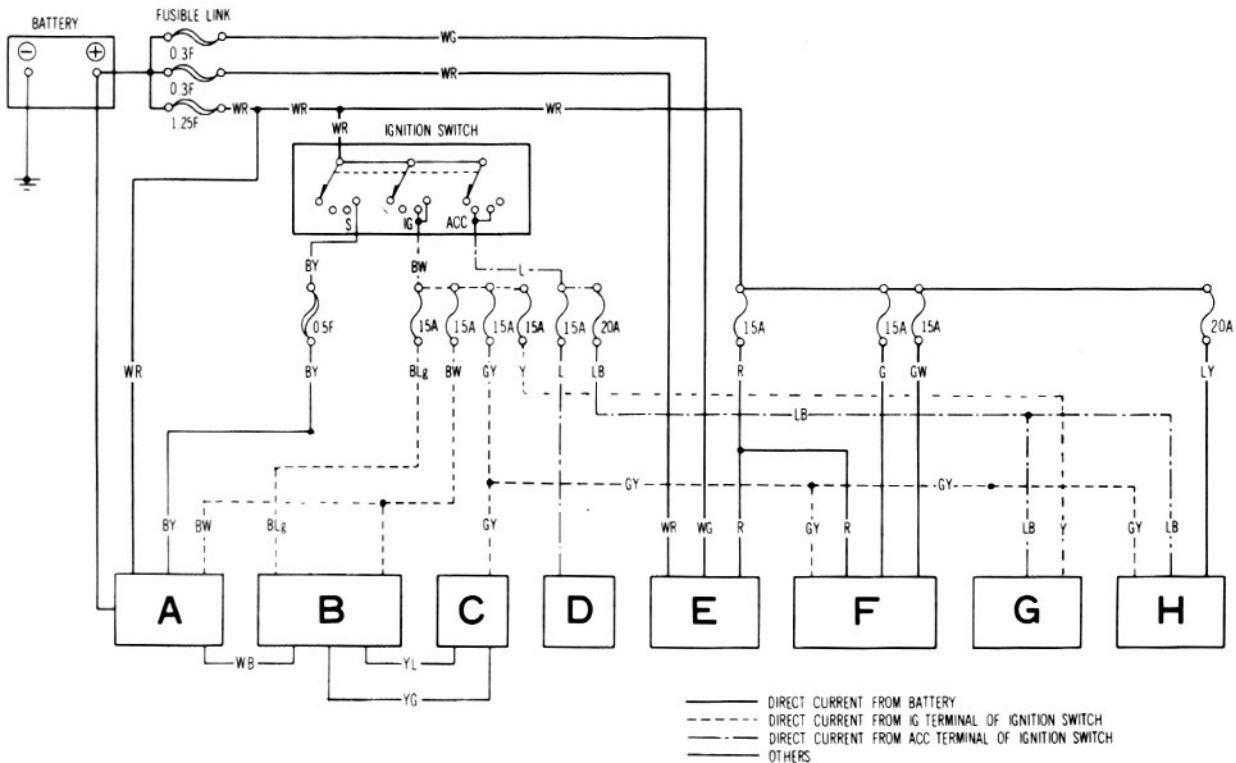 BATTERY
FUSIBLE LINK
WG
− +
0.3F
WR
0.3F
WR WR WR
1.25F
WR
IGNITION SWITCH
S IG ACC
BY BW L
0.5F 15A 15A 15A 15A 15A 20A 15A 15A 15A 20A
WR BY BLg BW GY Y L LB R G GW LY
LB
GY GY
BY BW BLg GY WR WG R GY R LB Y GY LB
A B C D E F G H
WB YL
YG
DIRECT CURRENT FROM BATTERY
DIRECT CURRENT FROM IG TERMINAL OF IGNITION SWITCH
DIRECT CURRENT FROM ACC TERMINAL OF IGNITION SWITCH
OTHERS